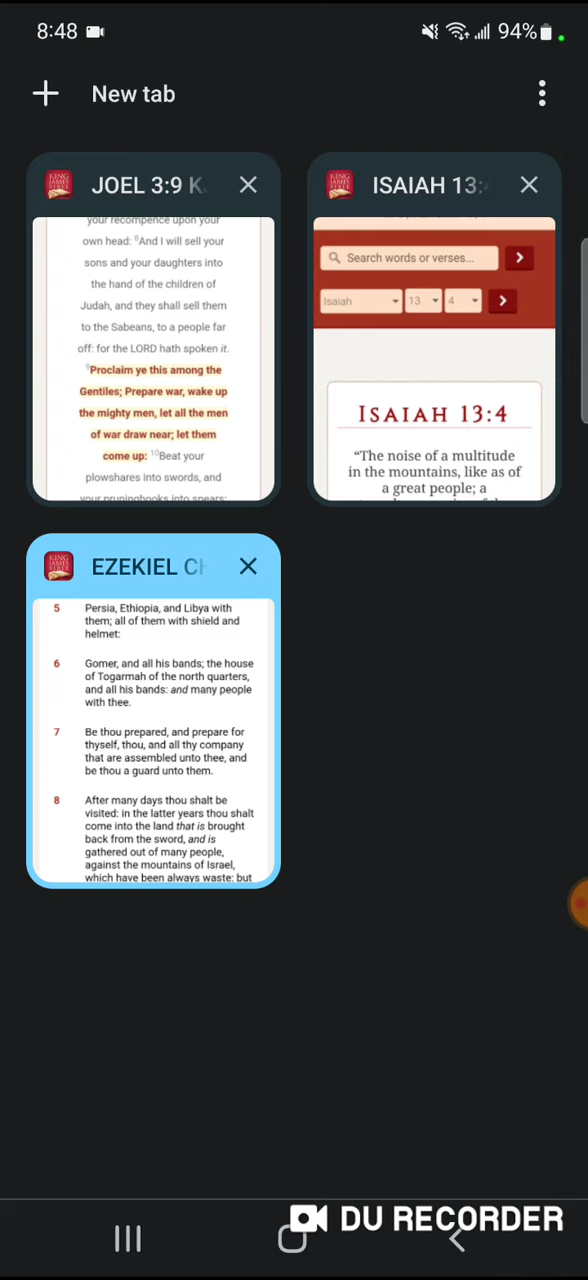 8:48 94%
New tab
JOEL 3:9 K
your recompence upon your
own head: 8And I will sell your
sons and your daughters into
the hand of the children of
Judah, and they shall sell them
to the Sabeans, to a people far
off: for the LORD hath spoken it.
9Proclaim ye this among the
Gentiles; Prepare war, wake up
the mighty men, let all the men
of war draw near; let them
come up: 10Beat your
plowshares into swords, and
your pruninghooks into spears:
ISAIAH 13:4
Search words or verses...
Isaiah 13 4
ISAIAH 13:4
“The noise of a multitude
in the mountains, like as of
a great people; a
EZEKIEL CH
5 Persia, Ethiopia, and Libya with
them; all of them with shield and
helmet:
6 Gomer, and all his bands; the house
of Togarmah of the north quarters,
and all his bands: and many people
with thee.
7 Be thou prepared, and prepare for
thyself, thou, and all thy company
that are assembled unto thee, and
be thou a guard unto them.
8 After many days thou shalt be
visited: in the latter years thou shalt
come into the land that is brought
back from the sword, and is
gathered out of many people,
against the mountains of Israel,
which have been always waste: but
DU RECORDER